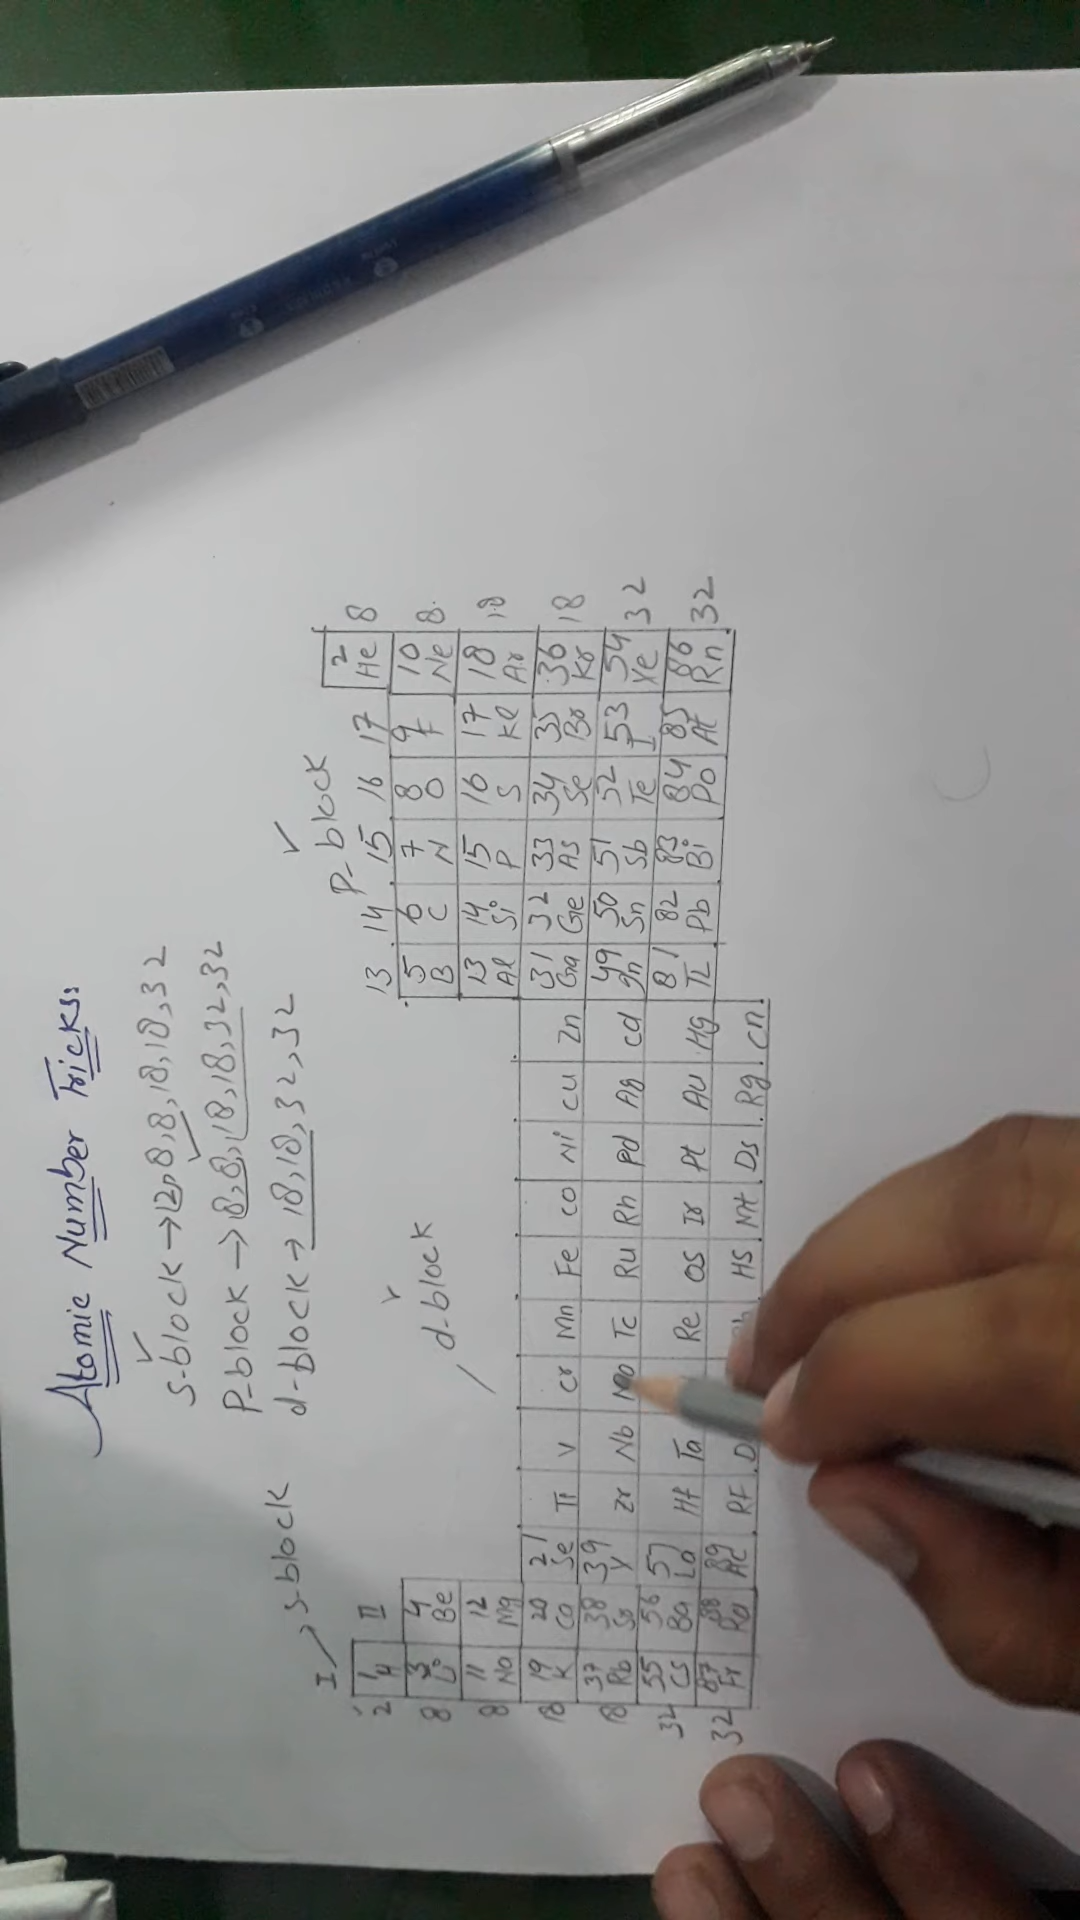 Atomic Number Tricks:
s-block → 2, 8, 8, 18, 18, 32
P-block → 8, 8, 18, 18, 32, 32
d-block → 18, 18, 32, 32
I II s-block d-block P-block
13 14 15 16 17
2 1 H 2 He 8
8 3 Li 4 Be 5 B 6 C 7 N 8 O 9 F 10 Ne 8
8 11 Na 12 Mg 13 Al 14 Si 15 P 16 S 17 Kl 18 Ar 18
18 19 K 20 Ca 21 Se Ti V Cr Mn Fe Co Ni Cu Zn 31 Ga 32 Ge 33 As 34 Se 35 Br 36 Kr 18
18 37 Rb 38 Sr 39 Y Zr Nb Mo Tc Ru Rh Pd Ag Cd 49 In 50 Sn 51 Sb 52 Te 53 I 54 Xe 32
32 55 Cs 56 Ba 57 La Hf Ta Re Os Ir Pt Au Hg 81 TL 82 Pb 83 Bi 84 Po 85 At 86 Rn 32
32 87 Fr 88 Ra 89 Ac RF HS Mt Ds Rg Cn